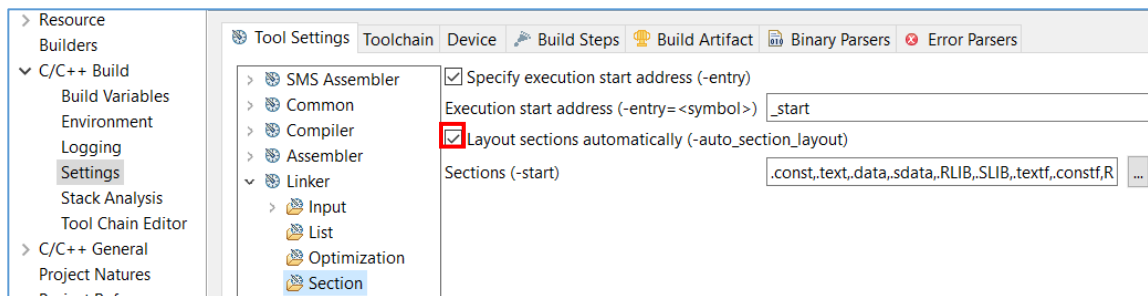 Resource
Builders
C/C++ Build
Build Variables
Environment
Logging
Settings
Stack Analysis
Tool Chain Editor
C/C++ General
Project Natures
Tool Settings Toolchain Device Build Steps Build Artifact Binary Parsers Error Parsers
SMS Assembler
Common
Compiler
Assembler
Linker
Input
List
Optimization
Section
Specify execution start address (-entry)
Execution start address (-entry=<symbol>) _start
Layout sections automatically (-auto_section_layout)
Sections (-start) .const,.text,.data,.sdata,.RLIB,.SLIB,.textf,.constf,R ...